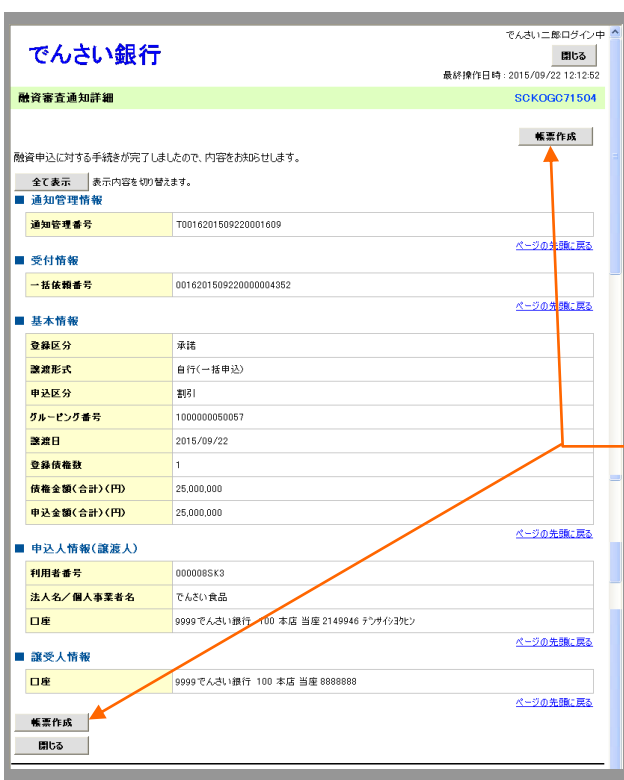 でんさい二郎ログイン中
でんさい銀行
閉じる
最終操作日時：2015/09/22 12:12:52
融資審査通知詳細 SCKOGC71504
帳票作成
融資申込に対する手続きが完了しましたので、内容をお知らせします。
全て表示 表示内容を切り替えます。
■ 通知管理情報
通知管理番号 T0016201509220001609
ページの先頭に戻る
■ 受付情報
一括依頼番号 0016201509220000004352
ページの先頭に戻る
■ 基本情報
登録区分 承諾
譲渡形式 自行(一括申込)
申込区分 割引
グルーピング番号 1000000050057
譲渡日 2015/09/22
登録債権数 1
債権金額(合計)(円) 25,000,000
申込金額(合計)(円) 25,000,000
ページの先頭に戻る
■ 申込人情報(譲渡人)
利用者番号 000008SK3
法人名／個人事業者名 でんさい食品
口座 9999 でんさい銀行 100 本店 当座 2149946 デンサイショクヒン
ページの先頭に戻る
■ 譲受人情報
口座 9999 でんさい銀行 100 本店 当座 8888888
ページの先頭に戻る
帳票作成
閉じる